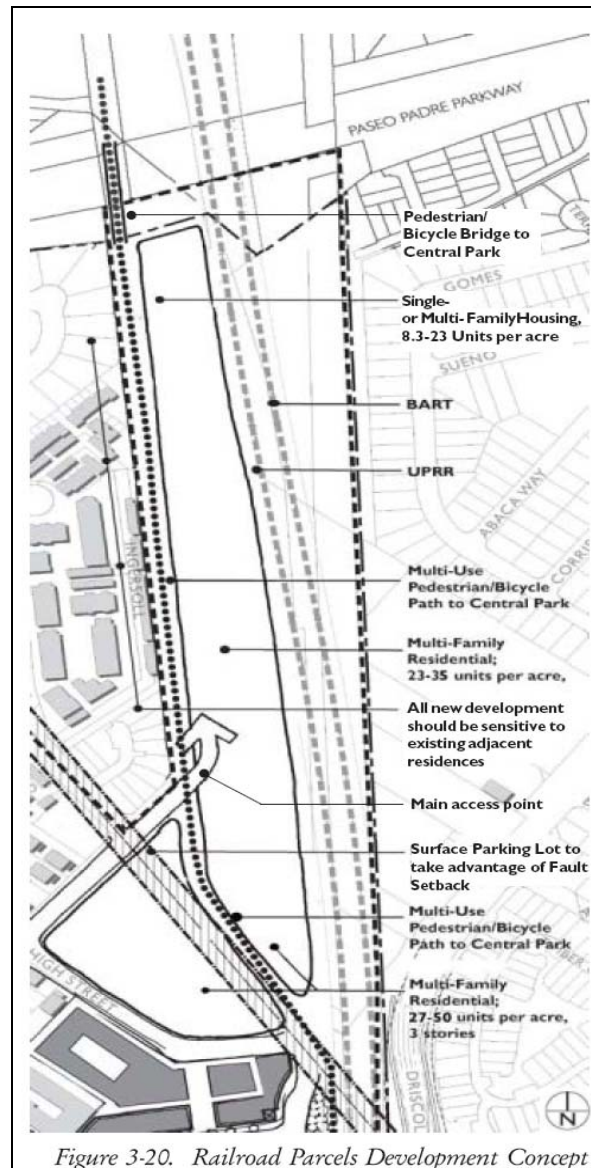 PASEO PADRE PARKWAY
Pedestrian/
Bicycle Bridge to
Central Park
GOMES
Single-
or Multi- FamilyHousing,
8.3-23 Units per acre
SUENO
BART
UPRR
ABACA WAY
INGERSOLL
Multi-Use
Pedestrian/Bicycle
Path to Central Park
Multi-Family
Residential;
23-35 units per acre,
All new development
should be sensitive to
existing adjacent
residences
Main access point
Surface Parking Lot to
take advantage of Fault
Setback
Multi-Use
Pedestrian/Bicycle
Path to Central Park
HIGH STREET
Multi-Family
Residential;
27-50 units per acre,
3 stories
N
Figure 3-20. Railroad Parcels Development Concept